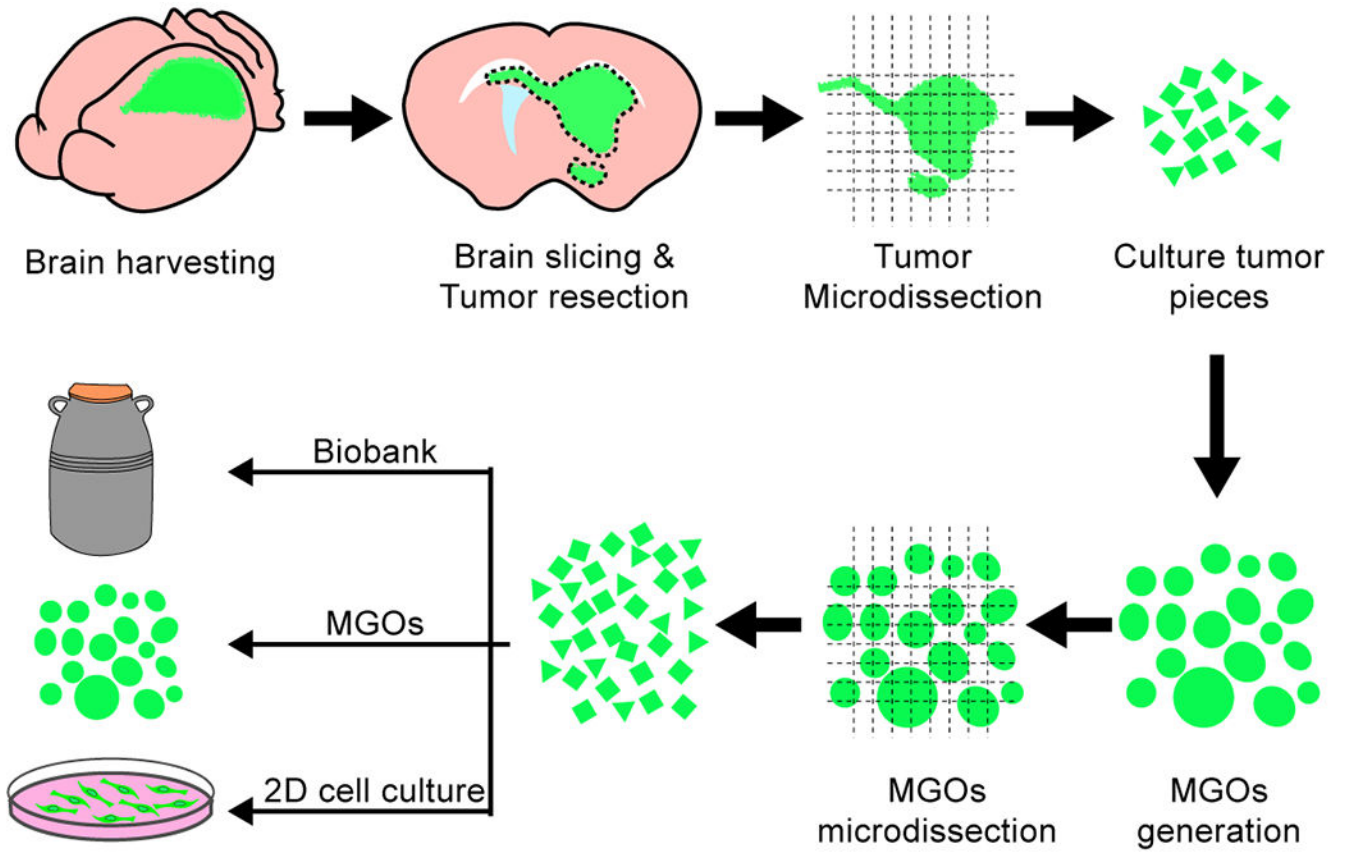 Brain harvesting
Brain slicing &
Tumor resection
Tumor
Microdissection
Culture tumor
pieces
Biobank
MGOs
2D cell culture
MGOs
microdissection
MGOs
generation